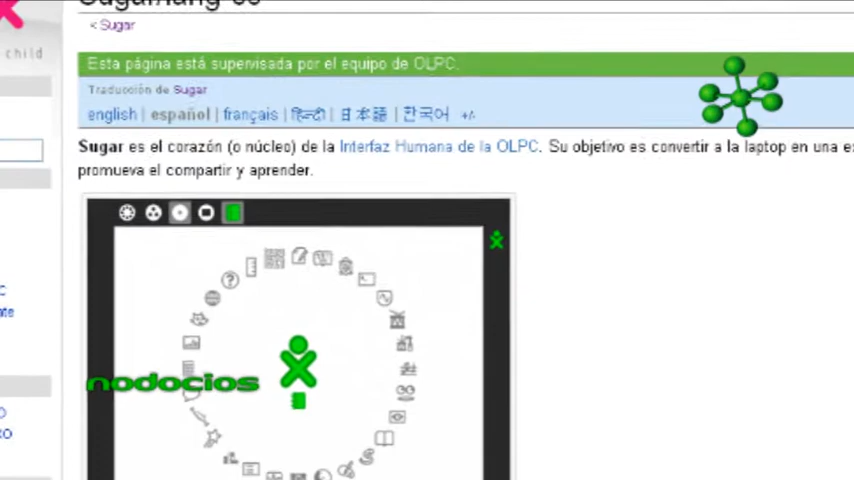 < Sugar
child
Esta página está supervisada por el equipo de OLPC.
Traducción de Sugar
english | español | français | हिन्दी | 日本語 | 한국어 +/-
Sugar es el corazón (o núcleo) de la Interfaz Humana de la OLPC. Su objetivo es convertir a la laptop en una
promueva el compartir y aprender.
nodocios